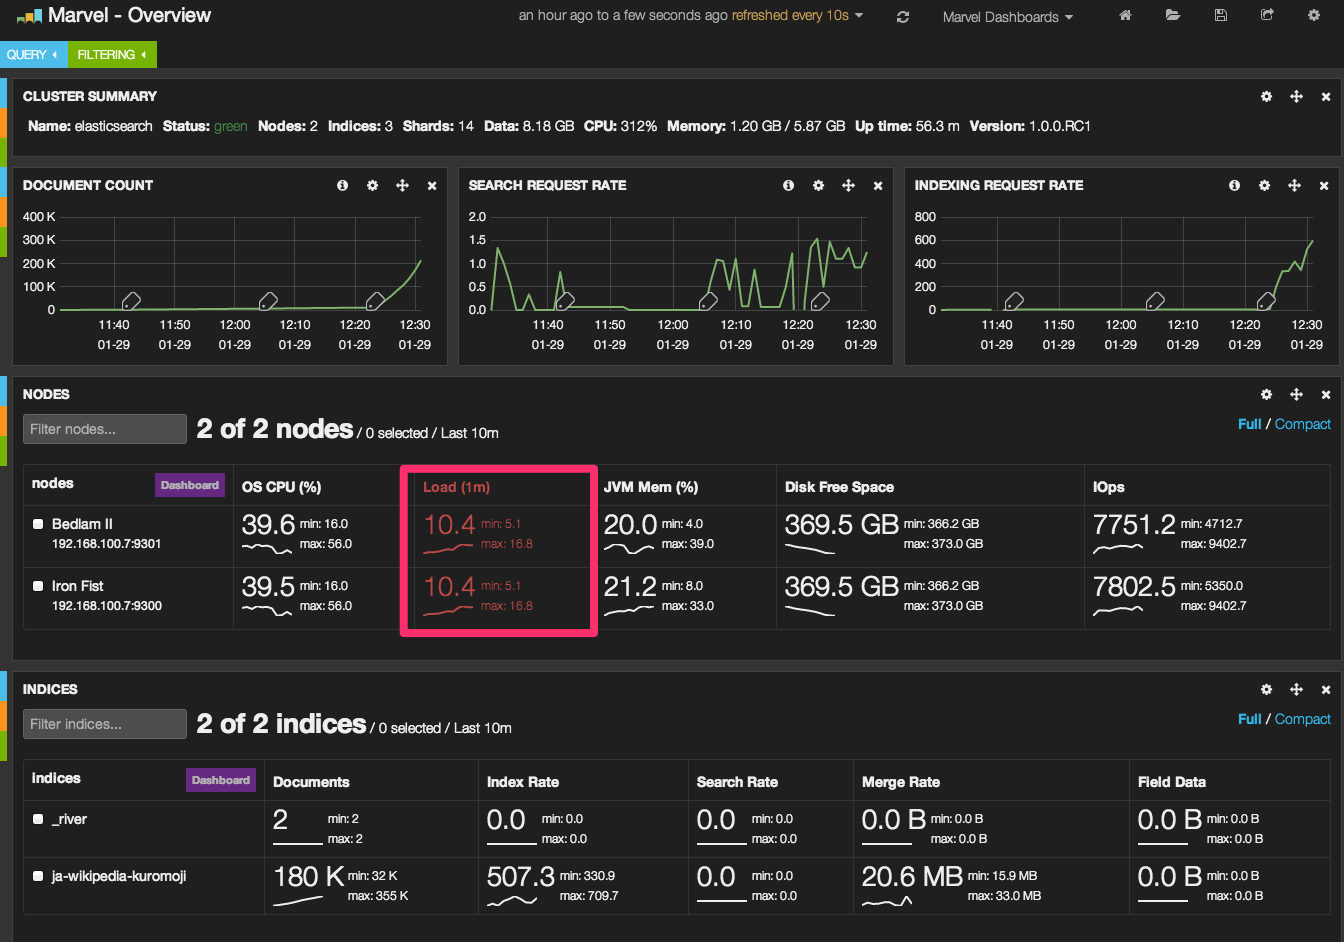 Marvel - Overview
an hour ago to a few seconds ago refreshed every 10s
Marvel Dashboards
QUERY FILTERING
CLUSTER SUMMARY
Name: elasticsearch Status: green Nodes: 2 Indices: 3 Shards: 14 Data: 8.18 GB CPU: 312% Memory: 1.20 GB / 5.87 GB Up time: 56.3 m Version: 1.0.0.RC1
DOCUMENT COUNT
400 K
300 K
200 K
100 K
0
11:40 11:50 12:00 12:10 12:20 12:30
01-29 01-29 01-29 01-29 01-29 01-29
SEARCH REQUEST RATE
2.0
1.5
1.0
0.5
0.0
11:40 11:50 12:00 12:10 12:20 12:30
01-29 01-29 01-29 01-29 01-29 01-29
INDEXING REQUEST RATE
800
600
400
200
0
11:40 11:50 12:00 12:10 12:20 12:30
01-29 01-29 01-29 01-29 01-29 01-29
NODES
Filter nodes... 2 of 2 nodes / 0 selected / Last 10m
Full / Compact
nodes Dashboard OS CPU (%) Load (1m) JVM Mem (%) Disk Free Space IOps
Bedlam II 39.6 min: 16.0 10.4 min: 5.1 20.0 min: 4.0 369.5 GB min: 366.2 GB 7751.2 min: 4712.7
192.168.100.7:9301 max: 56.0 max: 16.8 max: 39.0 max: 373.0 GB max: 9402.7
Iron Fist 39.5 min: 16.0 10.4 min: 5.1 21.2 min: 8.0 369.5 GB min: 366.2 GB 7802.5 min: 5350.0
192.168.100.7:9300 max: 56.0 max: 16.8 max: 33.0 max: 373.0 GB max: 9402.7
INDICES
Filter indices... 2 of 2 indices / 0 selected / Last 10m
Full / Compact
indices Dashboard Documents Index Rate Search Rate Merge Rate Field Data
_river 2 min: 2 0.0 min: 0.0 0.0 min: 0.0 0.0 B min: 0.0 B 0.0 B min: 0.0 B
max: 2 max: 0.0 max: 0.0 max: 0.0 B max: 0.0 B
ja-wikipedia-kuromoji 180 K min: 32 K 507.3 min: 330.9 0.0 min: 0.0 20.6 MB min: 15.9 MB 0.0 B min: 0.0 B
max: 355 K max: 709.7 max: 0.0 max: 33.0 MB max: 0.0 B